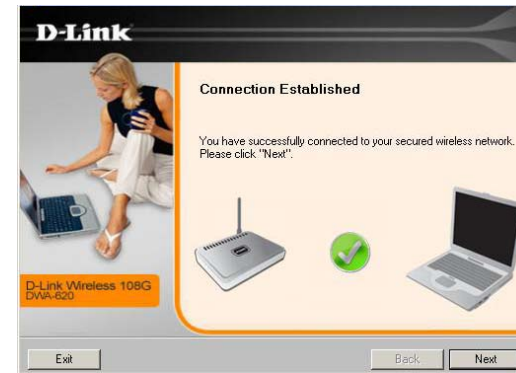 D-Link
Connection Established
You have successfully connected to your secured wireless network.
Please click "Next".
D-Link Wireless 108G
DWA-620
Exit
Back
Next